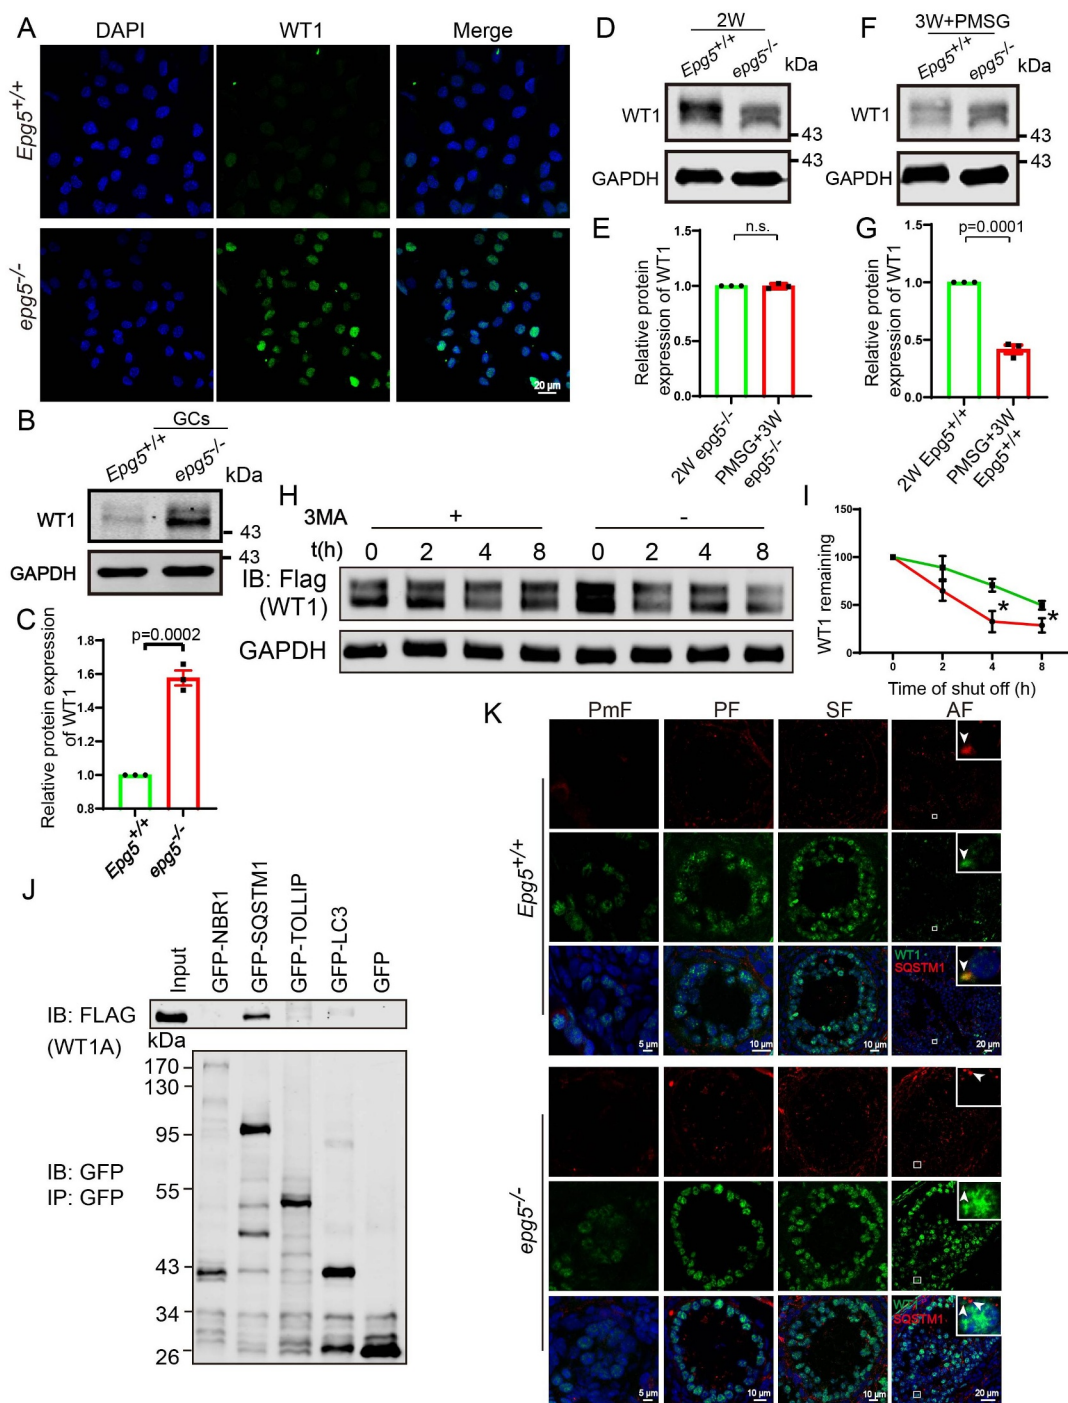 A
DAPI
WT1
Merge
Epg5+/+
epg5-/-
20 µm
B
GCs
Epg5+/+
epg5-/-
kDa
WT1
43
43
GAPDH
C
Relative protein expression
of WT1
1.8
1.6
1.4
1.2
1.0
0.8
p=0.0002
Epg5+/+
epg5-/-
D
2W
Epg5+/+
epg5-/-
kDa
WT1
43
43
GAPDH
E
Relative protein
expression of WT1
1.5
1.0
0.5
0.0
n.s.
2W epg5-/-
PMSG+3W
epg5-/-
F
3W+PMSG
Epg5+/+
epg5-/-
kDa
WT1
43
43
GAPDH
G
Relative protein
expression of WT1
1.5
1.0
0.5
0.0
p=0.0001
2W Epg5+/+
PMSG+3W
Epg5+/+
H
3MA + -
t(h) 0 2 4 8 0 2 4 8
IB: Flag
(WT1)
GAPDH
I
WT1 remaining
150
100
50
0
* *
0 2 4 8
Time of shut off (h)
J
Input
GFP-NBR1
GFP-SQSTM1
GFP-TOLLIP
GFP-LC3
GFP
IB: FLAG
(WT1A)
kDa
170
130
95
55
43
34
26
IB: GFP
IP: GFP
K
PmF PF SF AF
Epg5+/+
WT1
SQSTM1
5 µm 10 µm 10 µm 20 µm
epg5-/-
WT1
SQSTM1
5 µm 10 µm 10 µm 20 µm